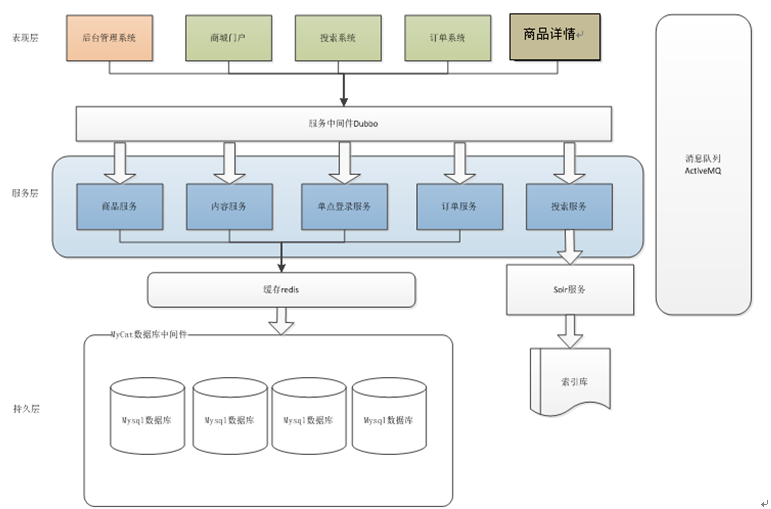 表现层
后台管理系统
商城门户
搜索系统
订单系统
商品详情
服务中间件Dubbo
消息队列
ActiveMQ
服务层
商品服务
内容服务
单点登录服务
订单服务
搜索服务
缓存redis
Solr服务
MyCat数据库中间件
索引库
持久层
Mysql数据库
Mysql数据库
Mysql数据库
Mysql数据库